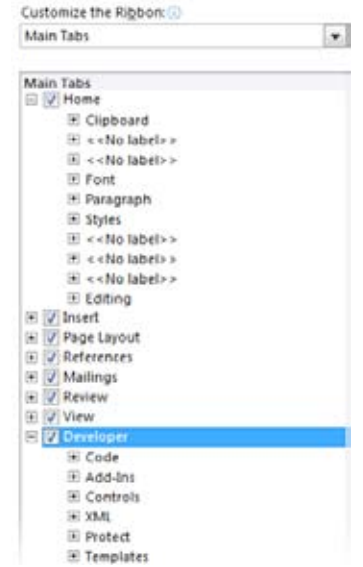 Customize the Ribbon:
Main Tabs
Main Tabs
Home
Clipboard
<<No label>>
<<No label>>
Font
Paragraph
Styles
<<No label>>
<<No label>>
<<No label>>
Editing
Insert
Page Layout
References
Mailings
Review
View
Developer
Code
Add-Ins
Controls
XML
Protect
Templates